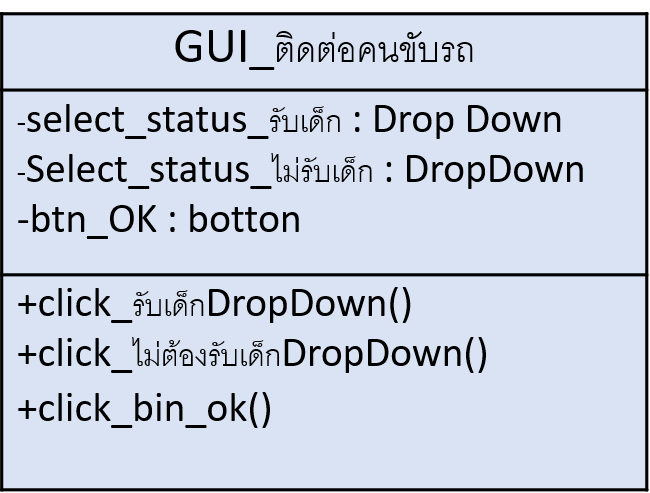 GUI_ติดต่อคนขับรถ
-select_status_รับเด็ก : Drop Down
-Select_status_ไม่รับเด็ก : DropDown
-btn_OK : botton
+click_รับเด็กDropDown()
+click_ไม่ต้องรับเด็กDropDown()
+click_bin_ok()